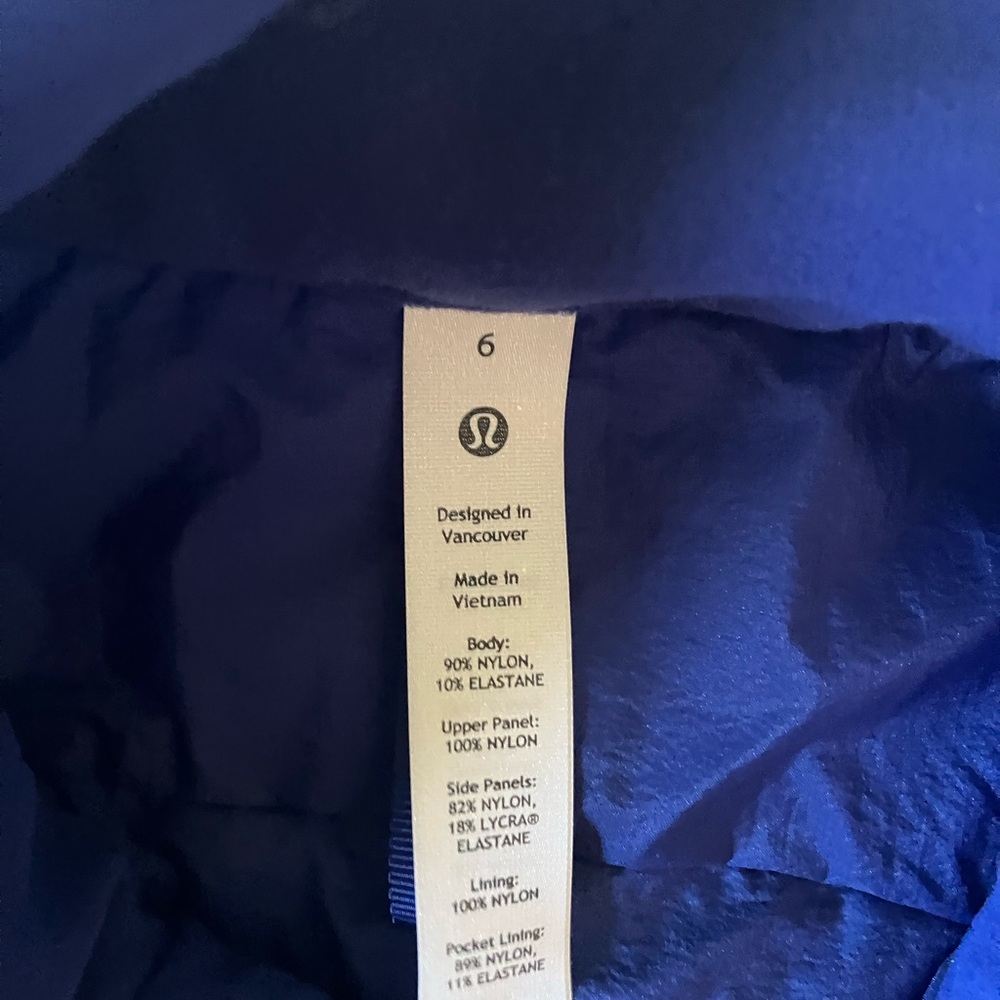 6
Designed in
Vancouver
Made in
Vietnam
Body:
90% NYLON,
10% ELASTANE
Upper Panel:
100% NYLON
Side Panels:
82% NYLON,
18% LYCRA®
ELASTANE
Lining:
100% NYLON
Pocket Lining:
89% NYLON,
11% ELASTANE